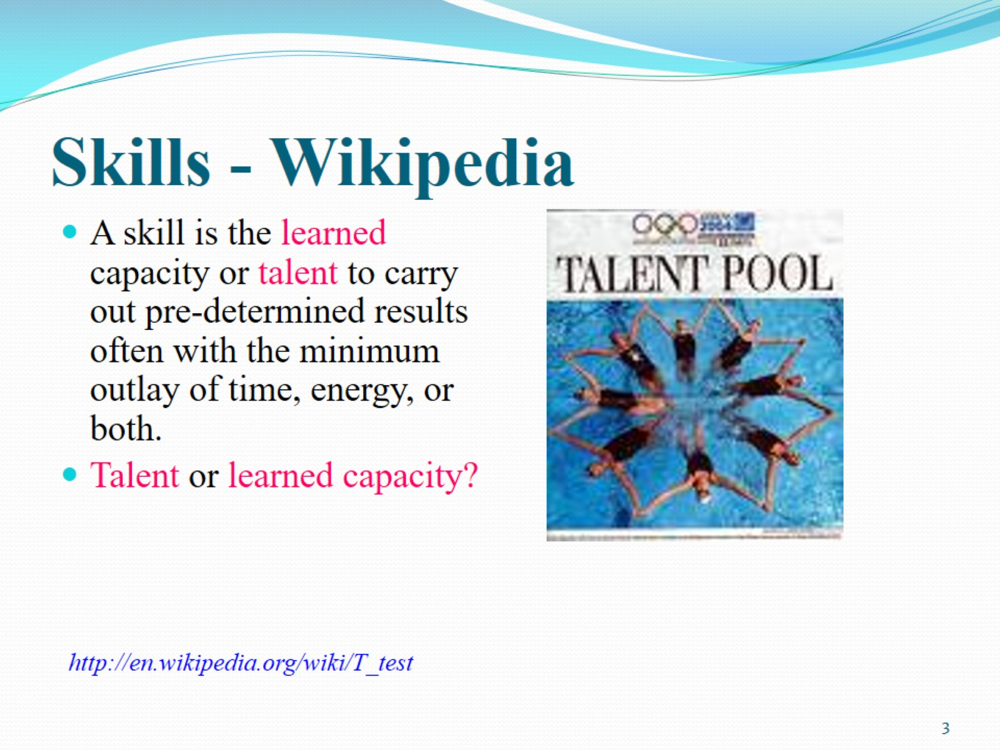 Skills - Wikipedia
A skill is the learned
capacity or talent to carry
out pre-determined results
often with the minimum
outlay of time, energy, or
both.
Talent or learned capacity?
2004
TALENT POOL
http://en.wikipedia.org/wiki/T_test
3